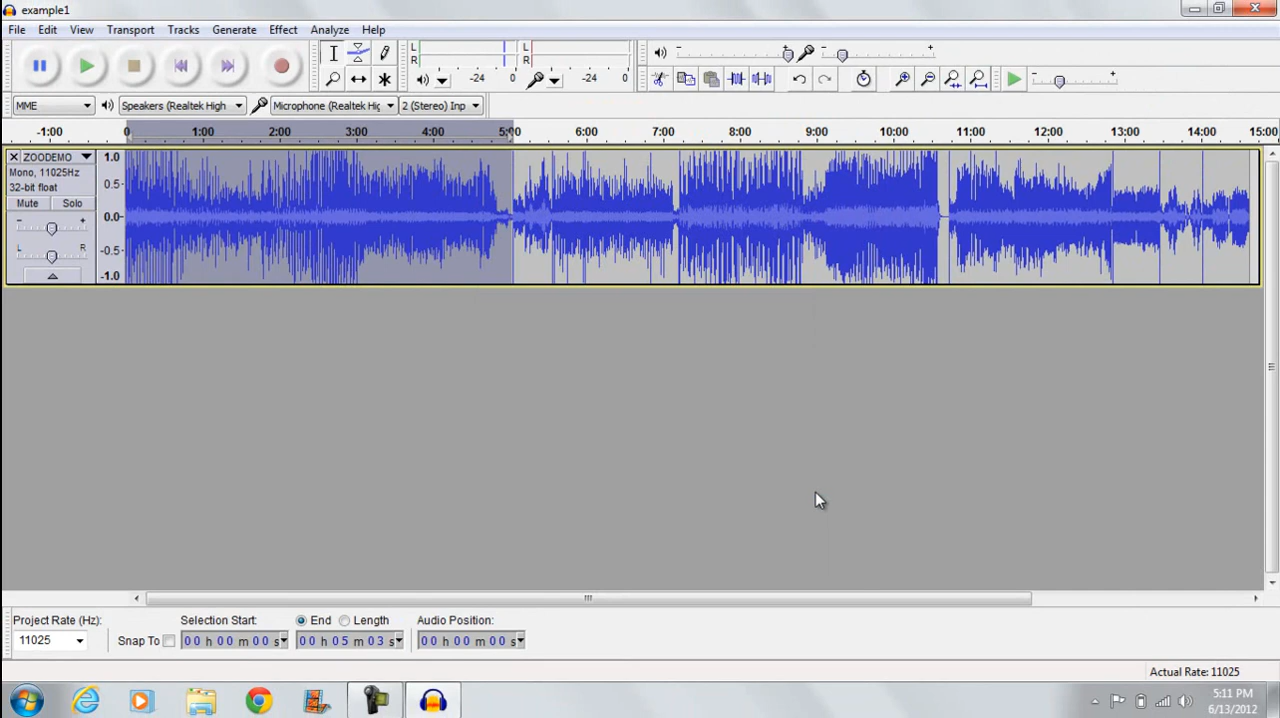 example1
File Edit View Transport Tracks Generate Effect Analyze Help
L R -24 0 L R -24 0
MME Speakers (Realtek High Microphone (Realtek Hig 2 (Stereo) Inp
-1:00 0 1:00 2:00 3:00 4:00 5:00 6:00 7:00 8:00 9:00 10:00 11:00 12:00 13:00 14:00 15:00
ZOODEMO
Mono, 11025Hz
32-bit float
Mute Solo
- +
L R
1.0
0.5
0.0
-0.5
-1.0
Project Rate (Hz): Selection Start: End Length Audio Position:
11025 Snap To 00 h 00 m 00 s 00 h 05 m 03 s 00 h 00 m 00 s
Actual Rate: 11025
5:11 PM
6/13/2012